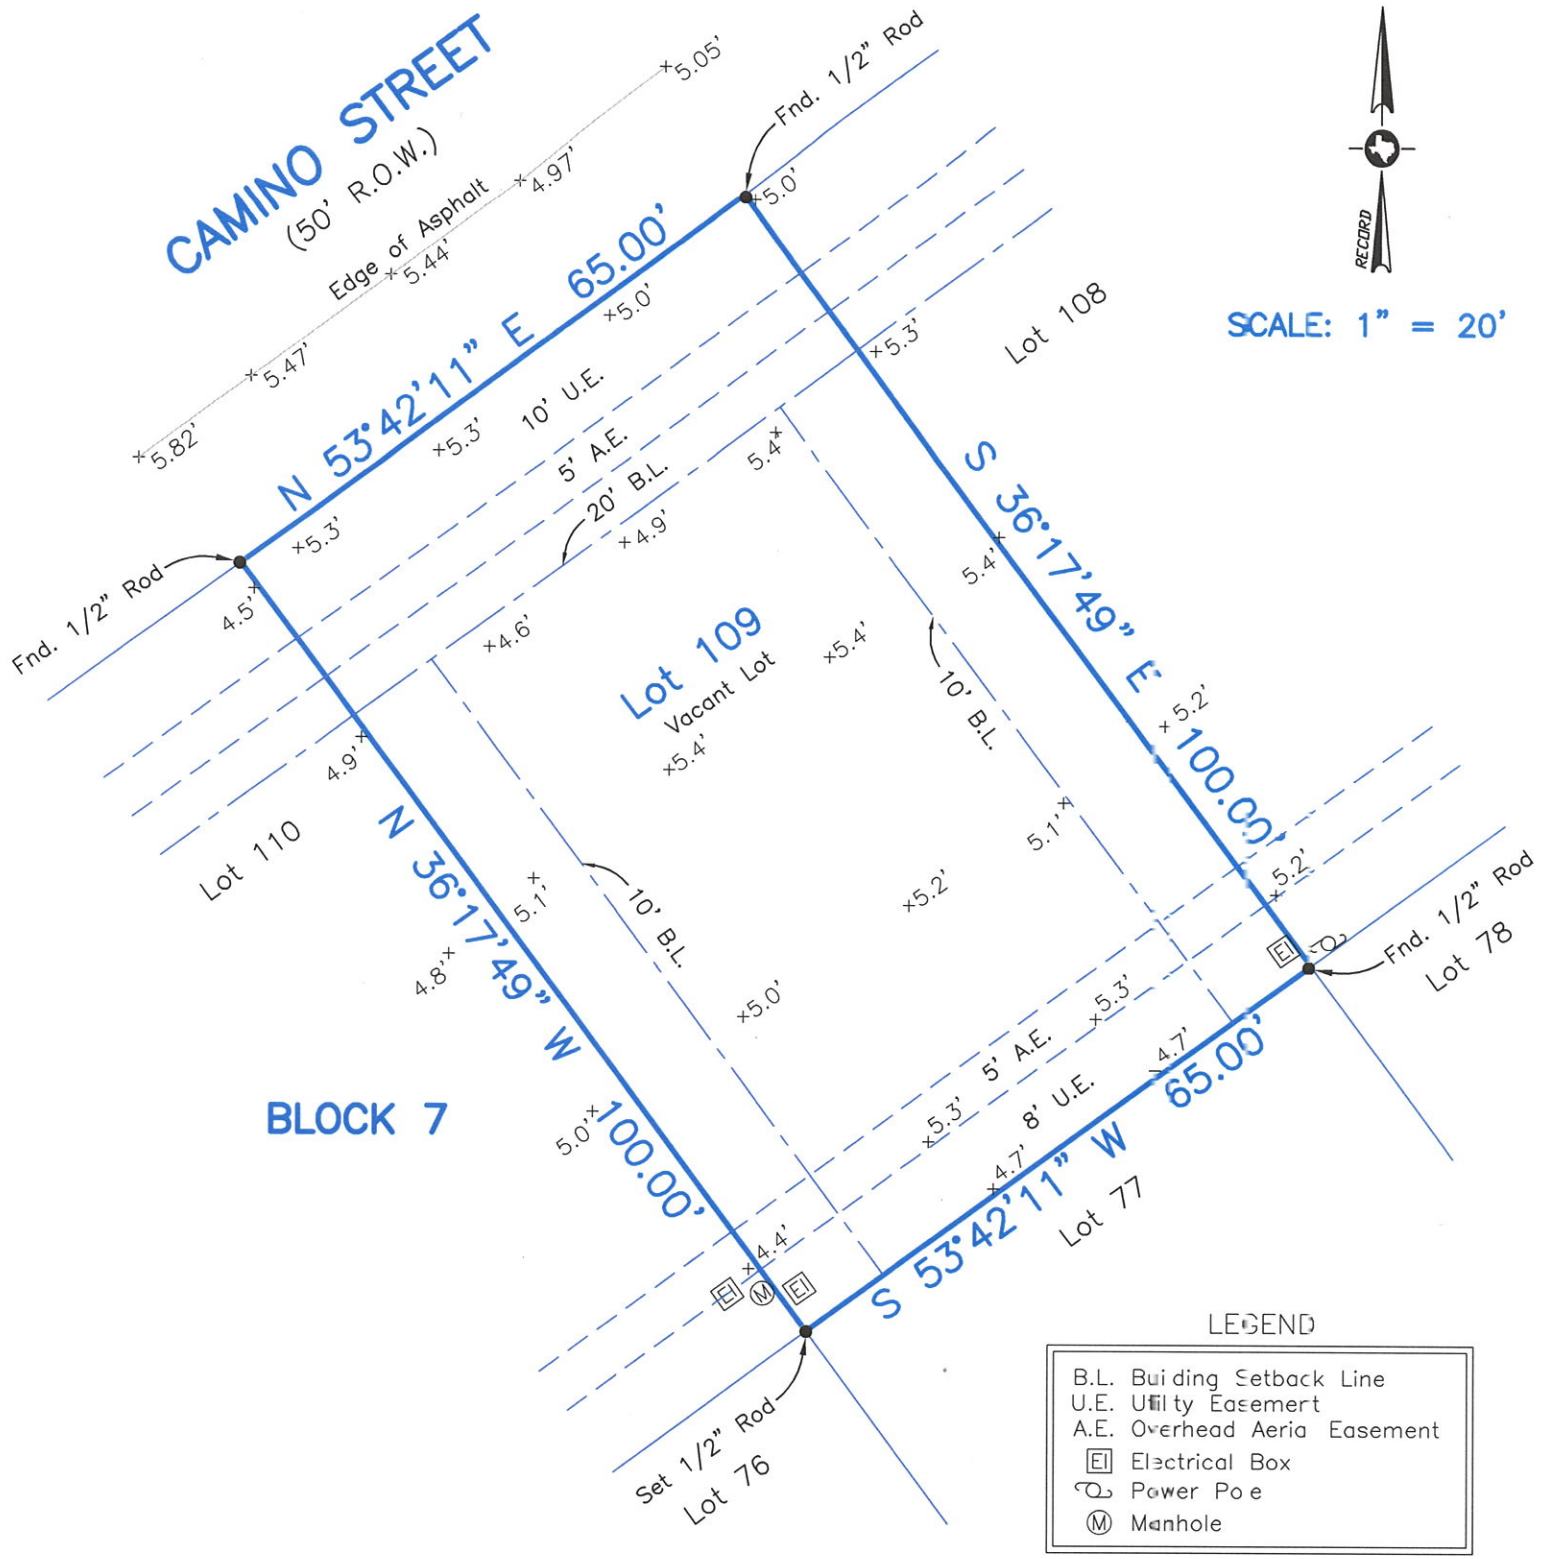 CAMINO STREET
(50' R.O.W.)
Edge of Asphalt
5.05'
4.97'
5.44'
5.47'
5.82'
Fnd. 1/2" Rod
5.0'
RECORD
SCALE: 1" = 20'
N 53°42'11" E 65.00'
5.0'
5.3'
5.3'
10' U.E.
5' A.E.
20' B.L.
5.3'
Lot 108
Fnd. 1/2" Rod
4.5'
4.6'
4.9'
5.4'
5.4'
S 36°17'49" E 100.00'
Lot 109
Vacant Lot
5.4'
5.4'
10' B.L.
5.2'
4.9'
Lot 110
N 36°17'49" W 100.00'
5.1'
4.8'
10' B.L.
5.1'
5.2'
5.2'
5.0'
5.0'
BLOCK 7
EI
Fnd. 1/2" Rod
Lot 78
5.3'
5' A.E.
5.3'
8' U.E.
4.7'
4.7'
S 53°42'11" W 65.00'
Lot 77
4.4'
EI
M
EI
Set 1/2" Rod
Lot 76
LEGEND
B.L. Building Setback Line
U.E. Utility Easement
A.E. Overhead Aerial Easement
EI Electrical Box
Power Pole
M Manhole